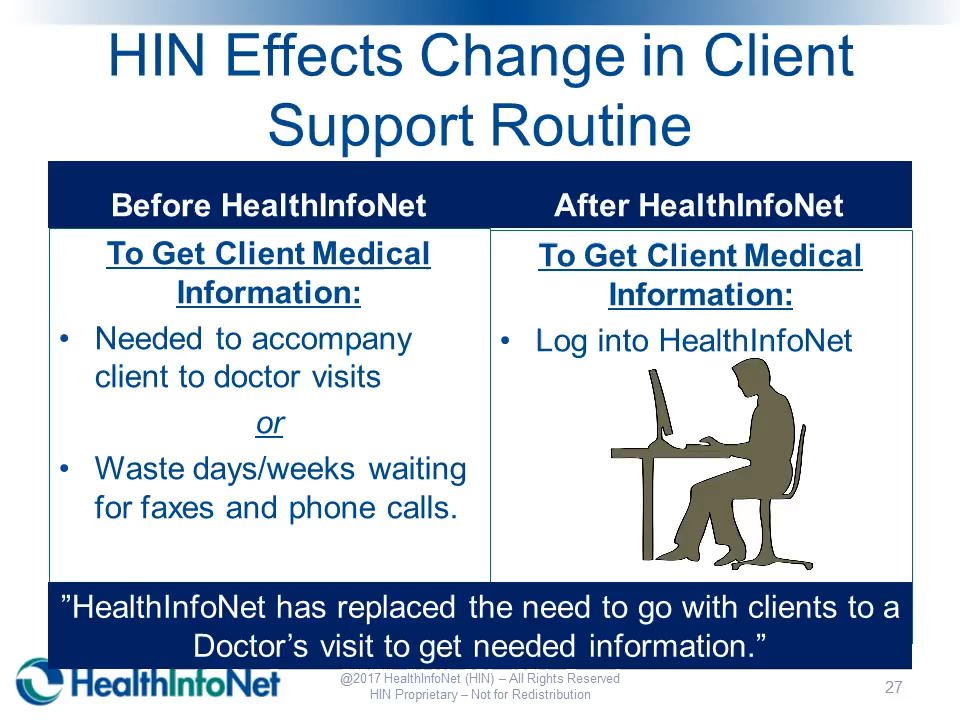 HIN Effects Change in Client
Support Routine
Before HealthInfoNet
To Get Client Medical
Information:
• Needed to accompany
client to doctor visits
or
• Waste days/weeks waiting
for faxes and phone calls.
After HealthInfoNet
To Get Client Medical
Information:
• Log into HealthInfoNet
”HealthInfoNet has replaced the need to go with clients to a
Doctor’s visit to get needed information.”
HealthInfoNet
@2017 HealthInfoNet (HIN) – All Rights Reserved
HIN Proprietary – Not for Redistribution
27